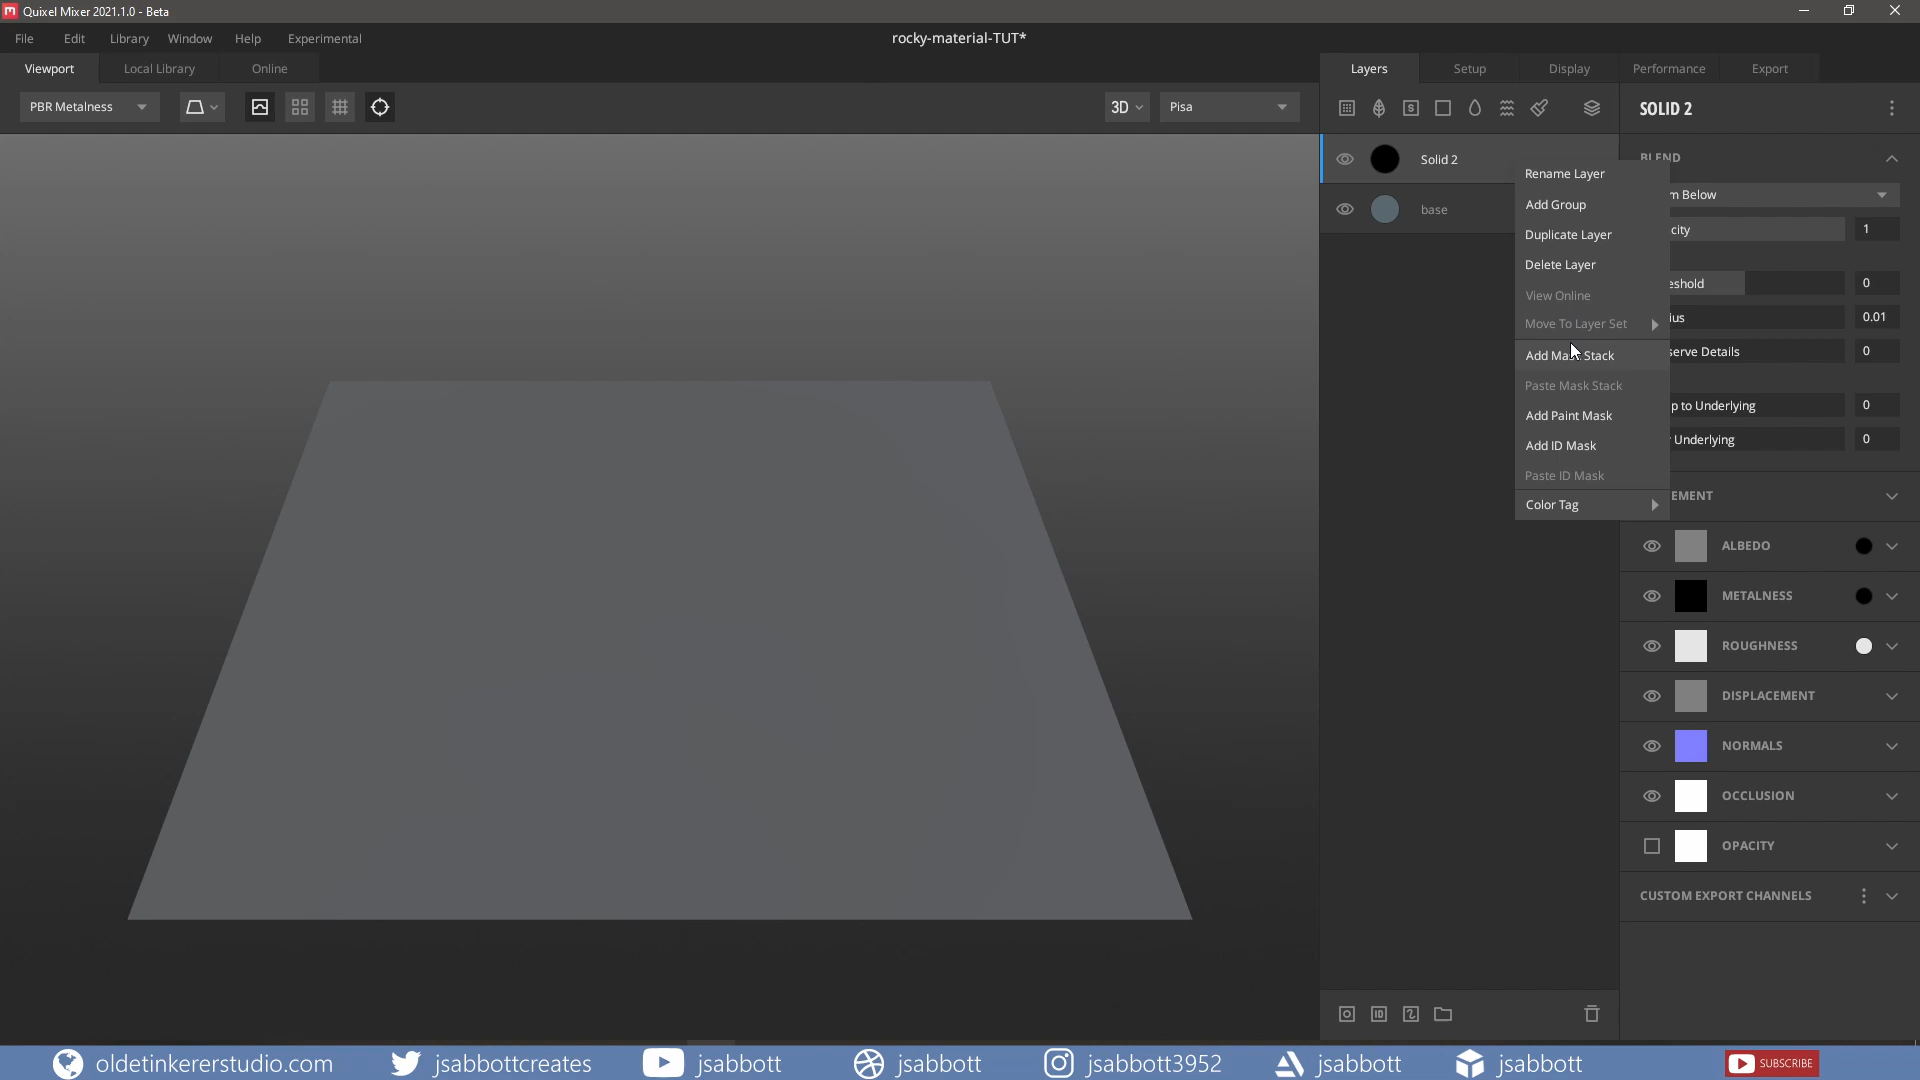 Quixel Mixer 2021.1.0 - Beta
File Edit Library Window Help Experimental rocky-material-TUT*
Viewport Local Library Online Layers Setup Display Performance Export
PBR Metalness 3D Pisa SOLID 2
Solid 2
base
Rename Layer
Add Group
Duplicate Layer
Delete Layer
View Online
Move To Layer Set
Add Mask Stack
Paste Mask Stack
Add Paint Mask
Add ID Mask
Paste ID Mask
Color Tag
BLEND
m Below
city 1
eshold 0
ius 0.01
serve Details 0
p to Underlying 0
r Underlying 0
EMENT
ALBEDO
METALNESS
ROUGHNESS
DISPLACEMENT
NORMALS
OCCLUSION
OPACITY
CUSTOM EXPORT CHANNELS
oldetinkererstudio.com jsabbottcreates jsabbott jsabbott jsabbott3952 jsabbott jsabbott SUBSCRIBE